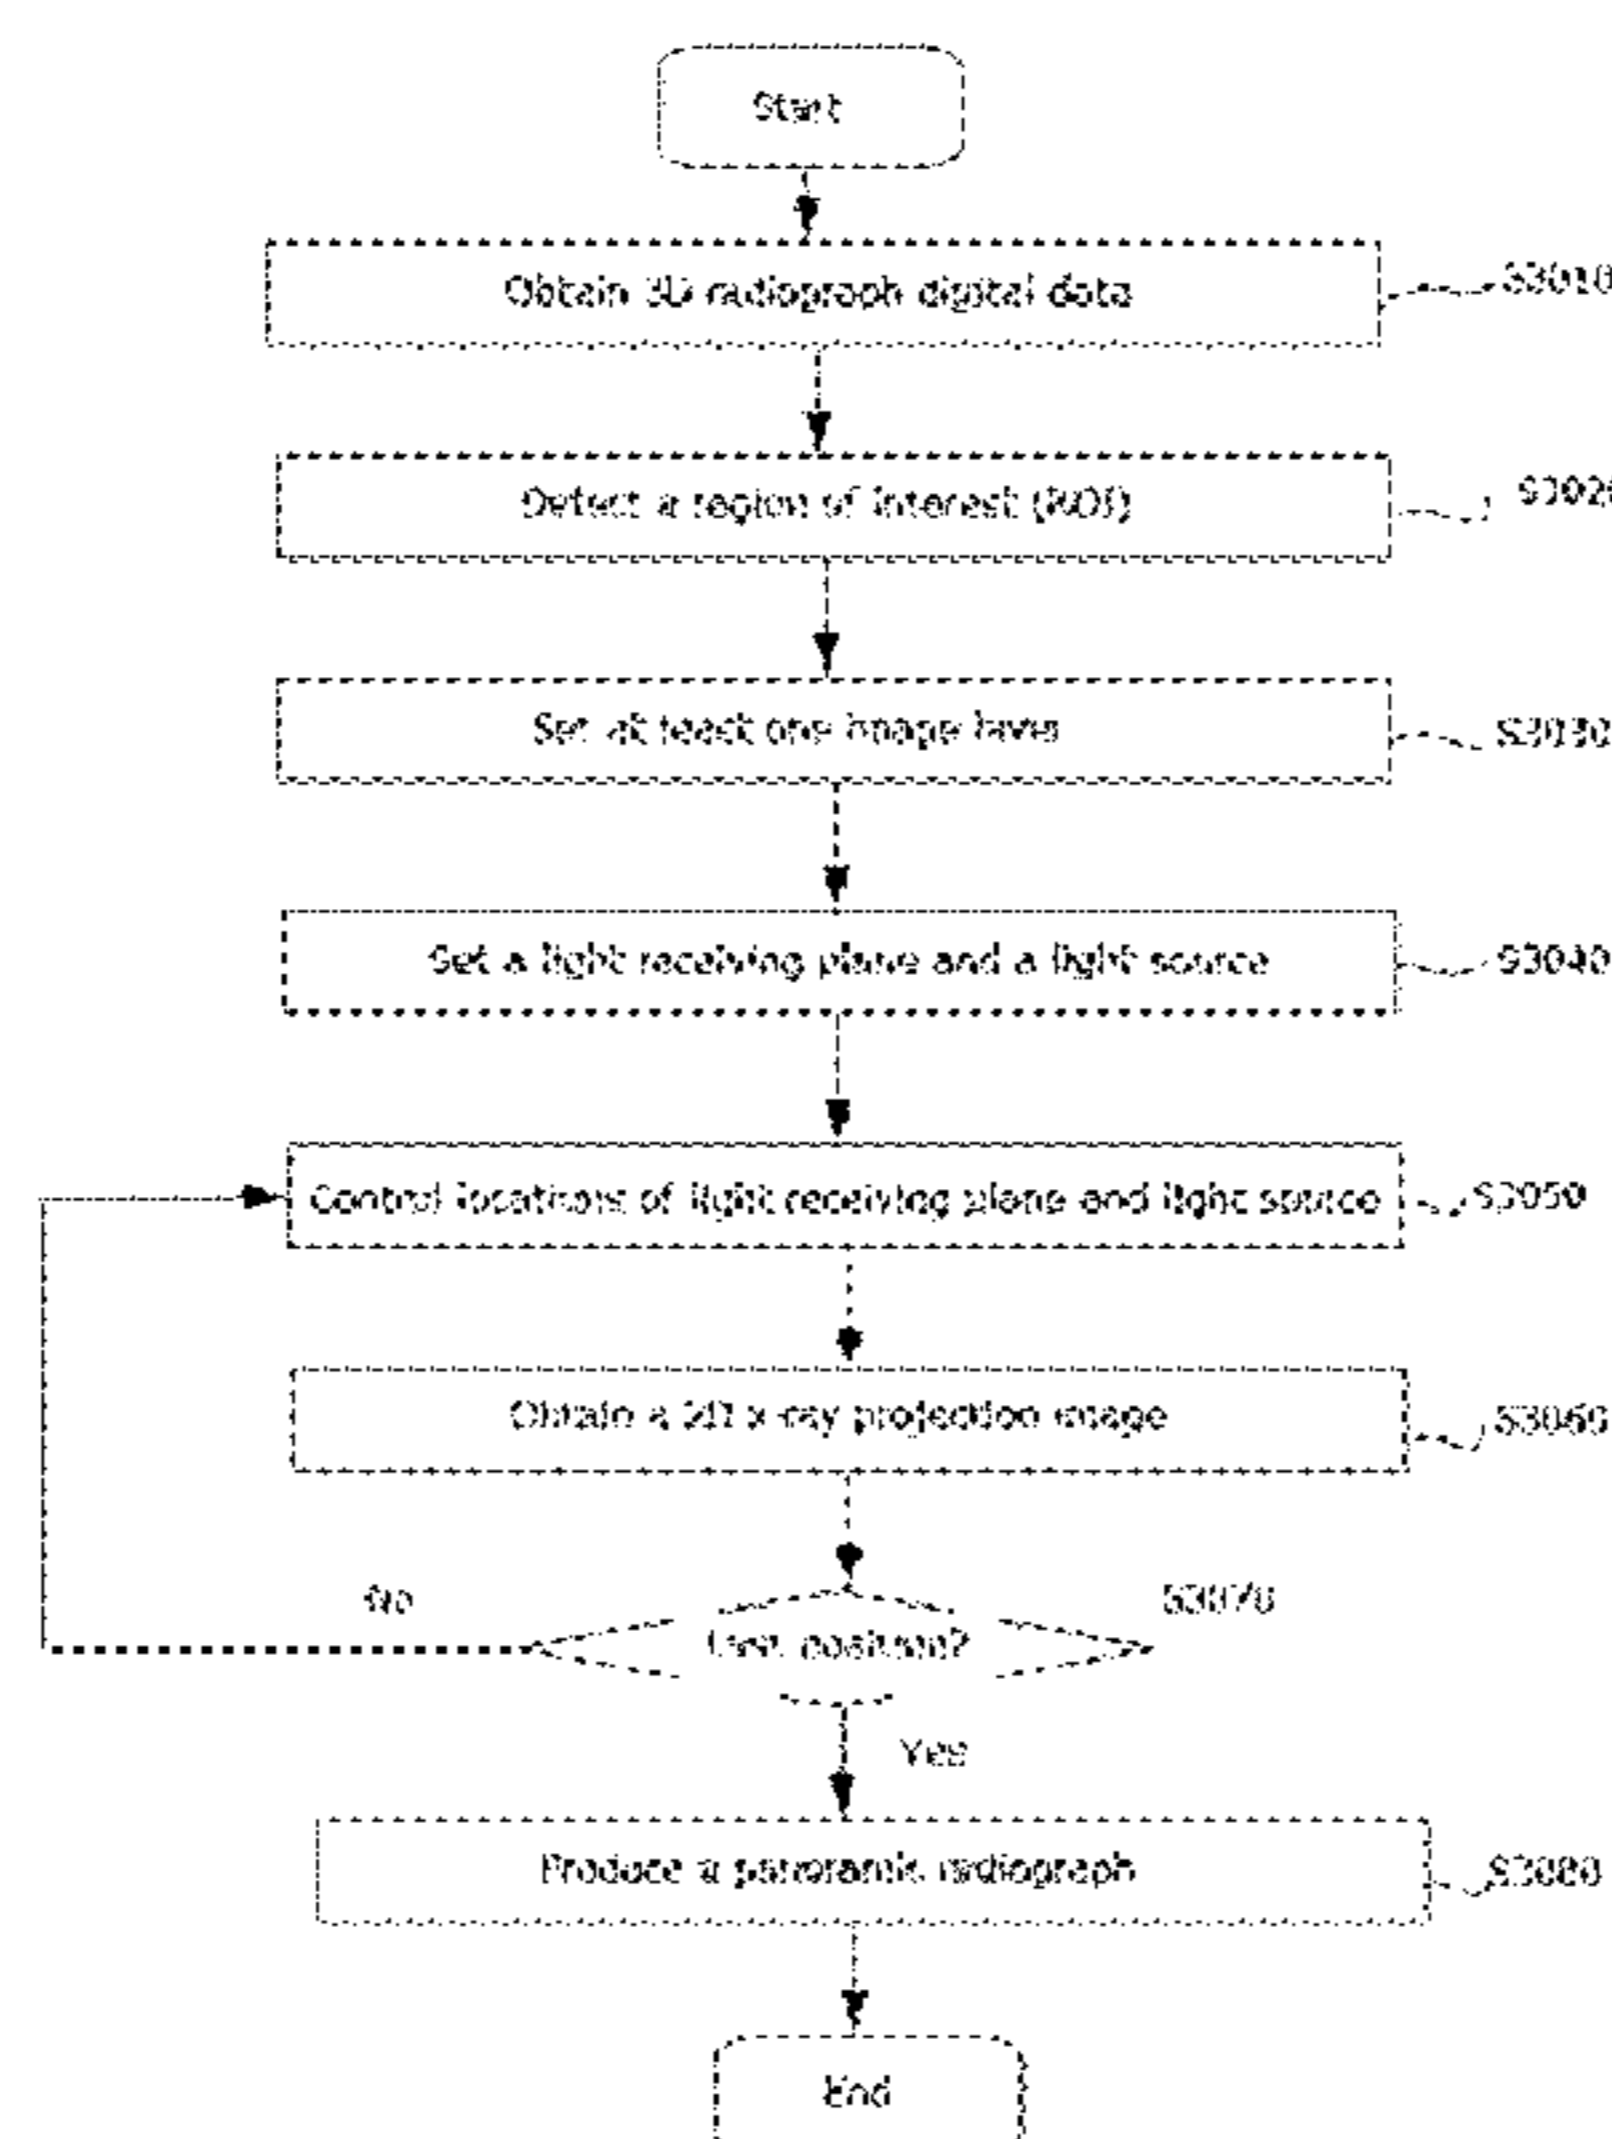 Start
Obtain 3D radiograph digital data
S3010
Detect a region of interest (ROI)
S302
Set at least one image layer
S3030
Set a light receiving plane and a light source
S3040
Control locations of light receiving plane and light source
S3050
Obtain a 2D x-ray projection image
S3060
No
S3070
Last position?
Yes
Produce a panoramic radiograph
S3080
End